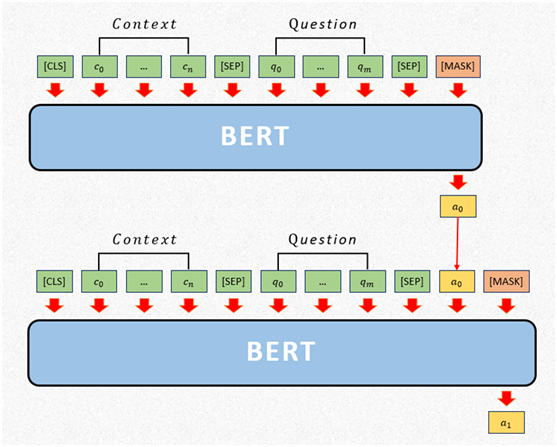 Context Question
[CLS] c0 ... cn [SEP] q0 ... qm [SEP] [MASK]
BERT
a0
Context Question
[CLS] c0 ... cn [SEP] q0 ... qm [SEP] a0 [MASK]
BERT
a1